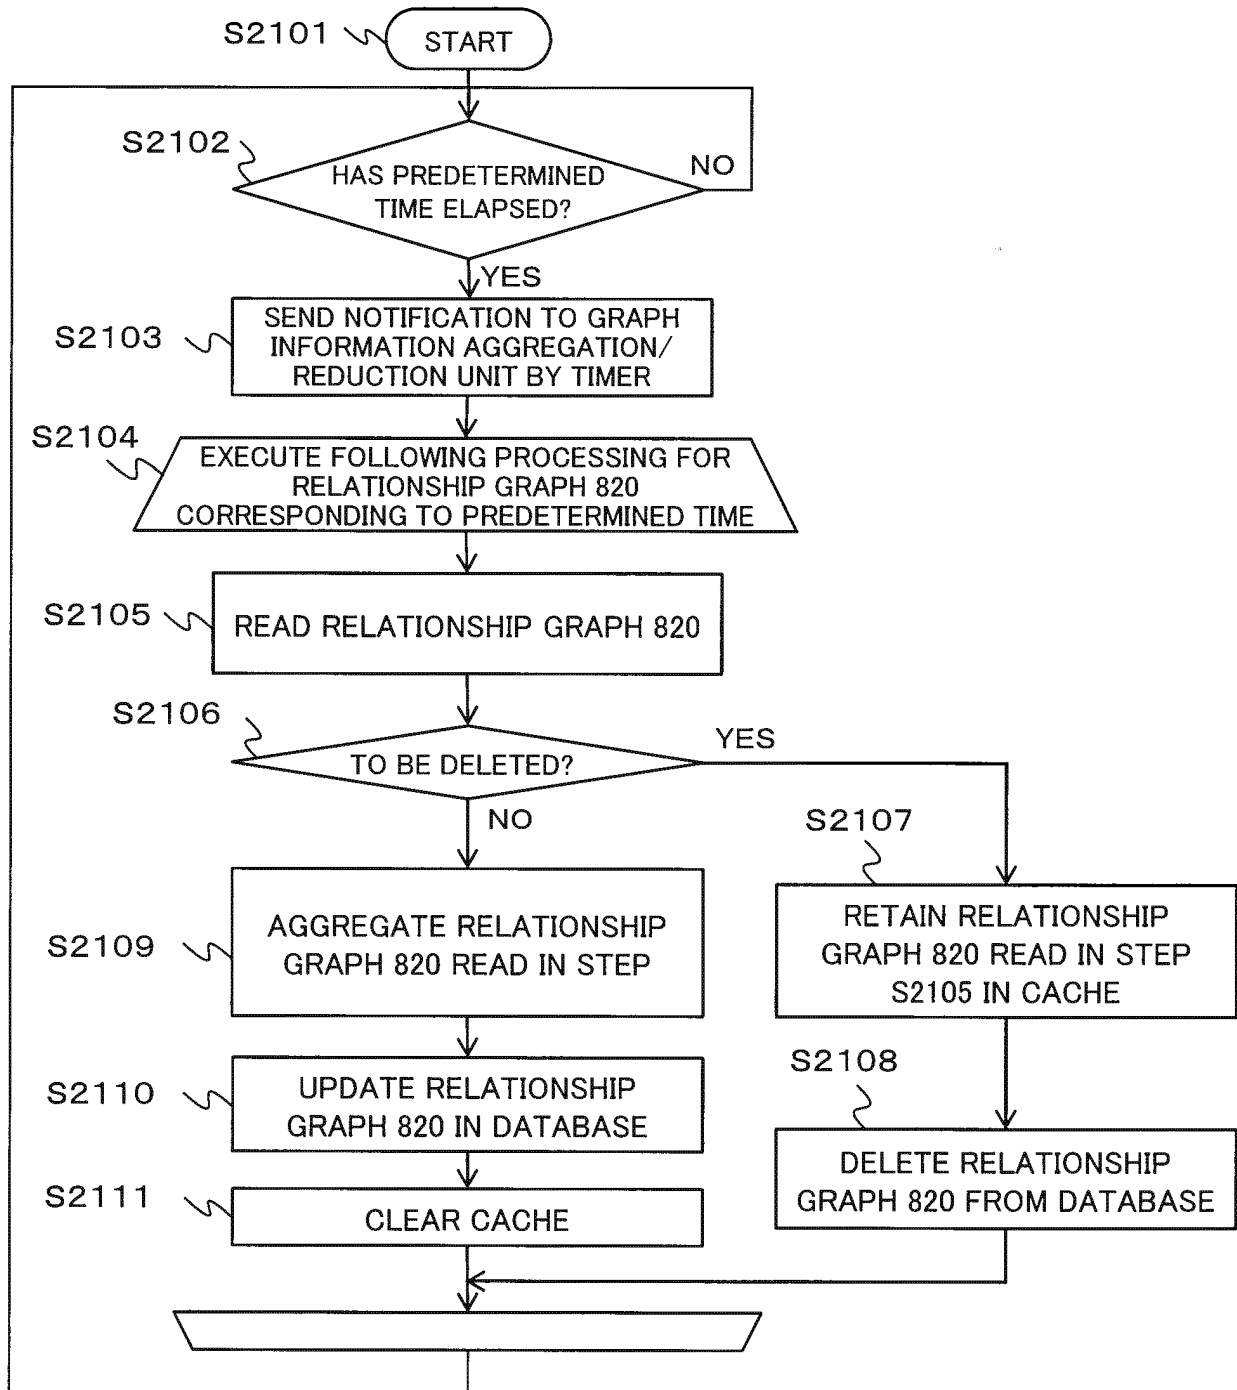 S2101
START
S2102
HAS PREDETERMINED
TIME ELAPSED?
NO
YES
S2103
SEND NOTIFICATION TO GRAPH
INFORMATION AGGREGATION/
REDUCTION UNIT BY TIMER
S2104
EXECUTE FOLLOWING PROCESSING FOR
RELATIONSHIP GRAPH 820
CORRESPONDING TO PREDETERMINED TIME
S2105
READ RELATIONSHIP GRAPH 820
S2106
TO BE DELETED?
YES
NO
S2107
RETAIN RELATIONSHIP
GRAPH 820 READ IN STEP
S2105 IN CACHE
S2109
AGGREGATE RELATIONSHIP
GRAPH 820 READ IN STEP
S2108
DELETE RELATIONSHIP
GRAPH 820 FROM DATABASE
S2110
UPDATE RELATIONSHIP
GRAPH 820 IN DATABASE
S2111
CLEAR CACHE